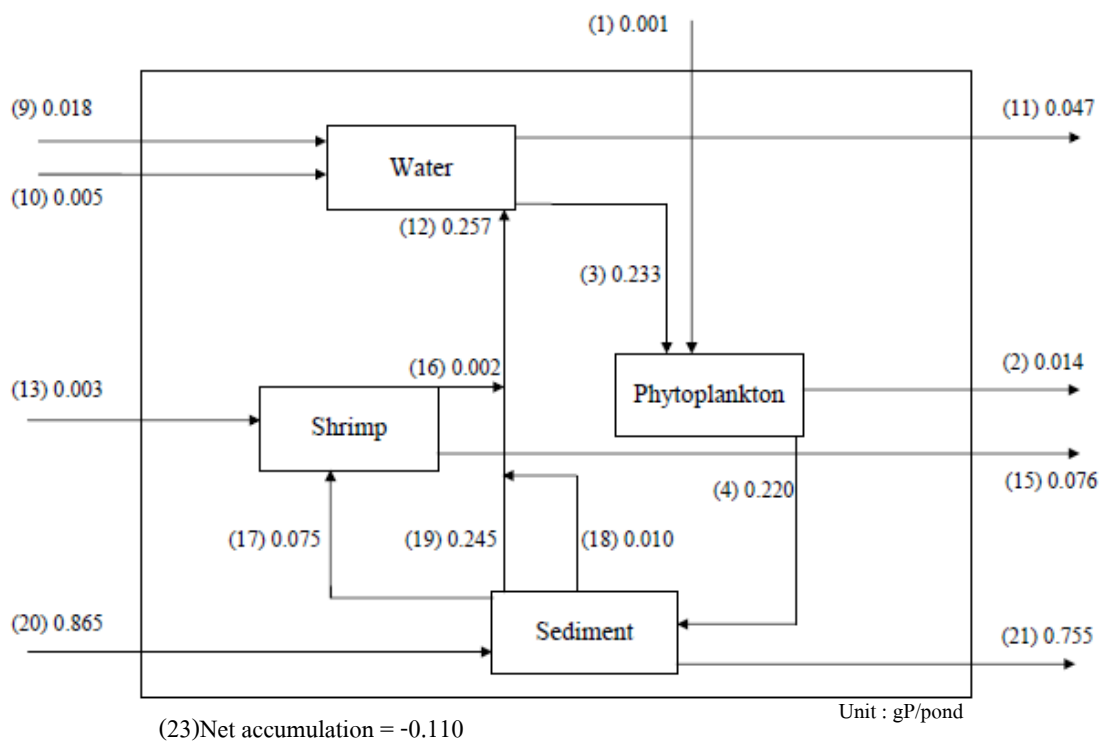 (1) 0.001
(9) 0.018
(11) 0.047
Water
(10) 0.005
(12) 0.257
(3) 0.233
(16) 0.002
(2) 0.014
(13) 0.003
Phytoplankton
Shrimp
(15) 0.076
(4) 0.220
(17) 0.075
(19) 0.245
(18) 0.010
(20) 0.865
Sediment
(21) 0.755
Unit : gP/pond
(23)Net accumulation = -0.110